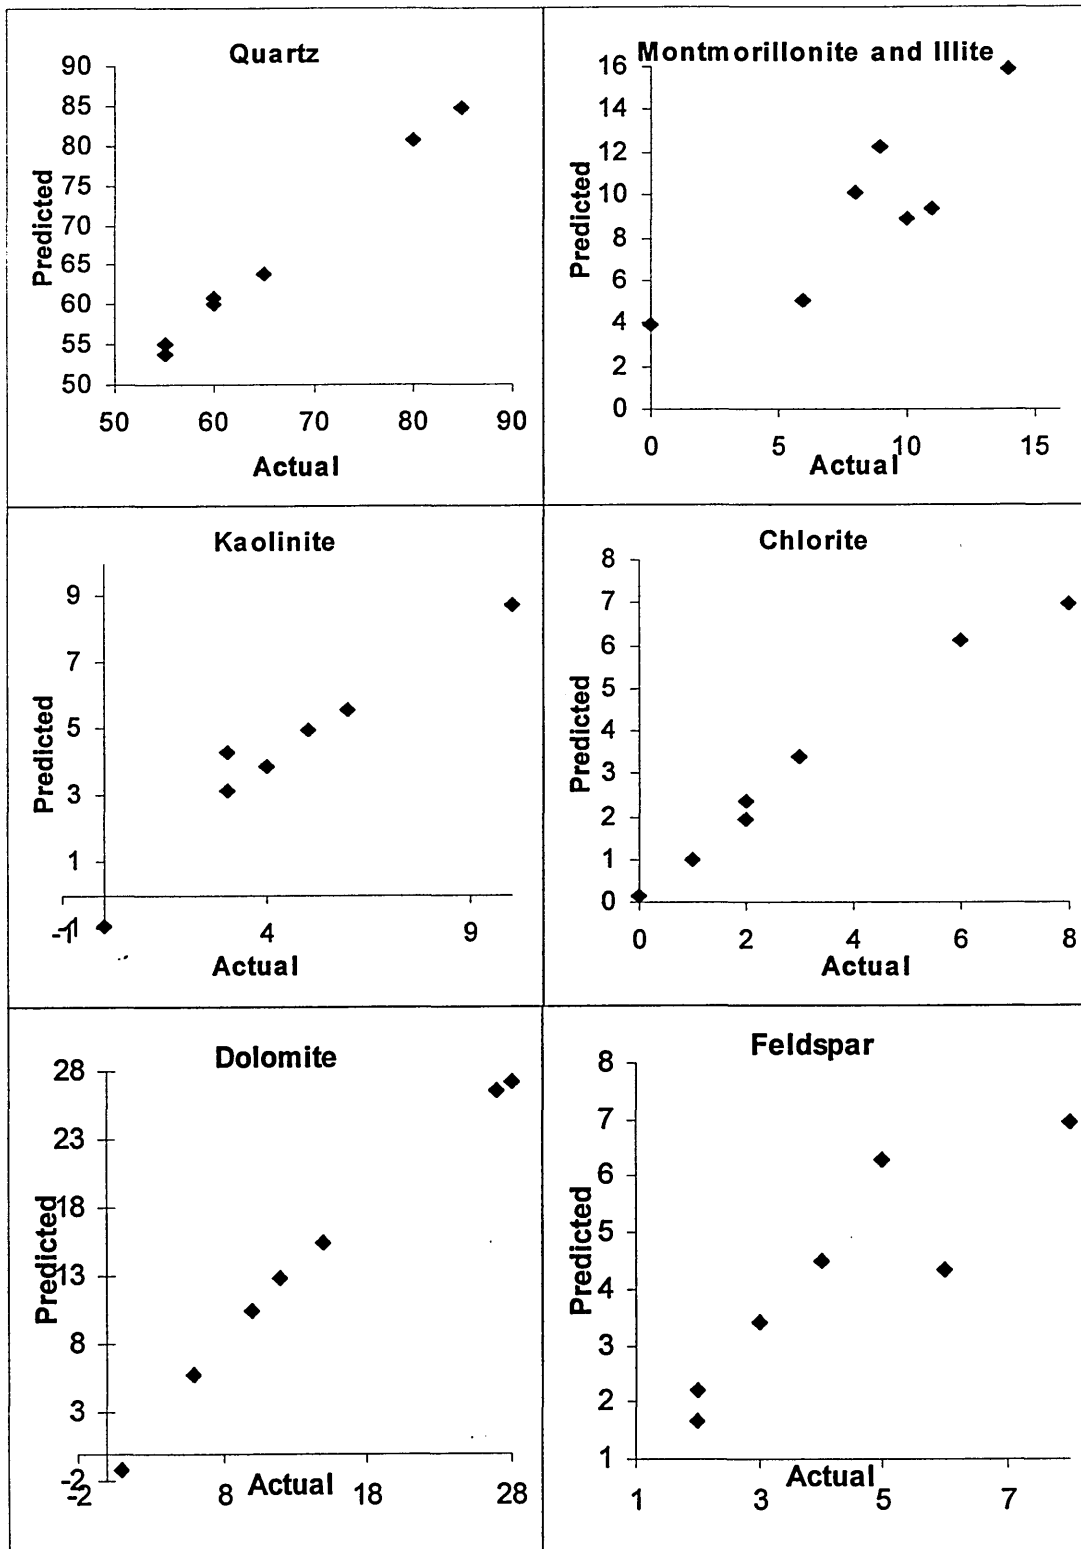 Quartz
90
85
80
75
70
65
60
55
50
Predicted
50 60 70 80 90
Actual
Montmorillonite and Illite
16
14
12
10
8
6
4
2
0
Predicted
0 5 10 15
Actual
Kaolinite
9
7
5
3
1
-1
Predicted
-1 4 9
Actual
Chlorite
8
7
6
5
4
3
2
1
0
Predicted
0 2 4 6 8
Actual
Dolomite
28
23
18
13
8
3
-2
Predicted
-2 8 18 28
Actual
Feldspar
8
7
6
5
4
3
2
1
Predicted
1 3 5 7
Actual